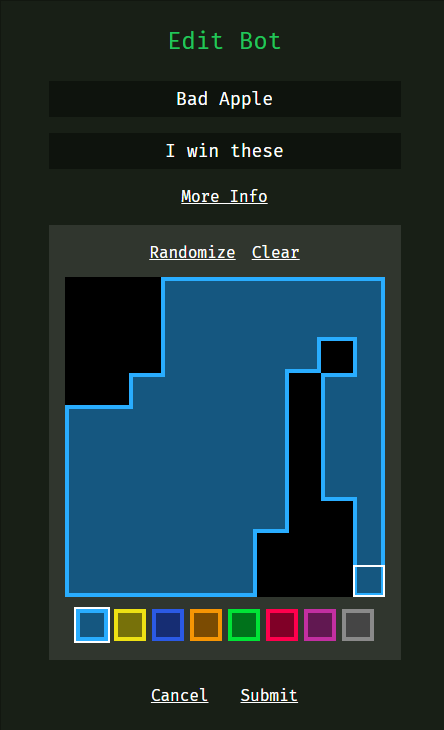 Edit Bot
Bad Apple
I win these
More Info
Randomize Clear
Cancel Submit